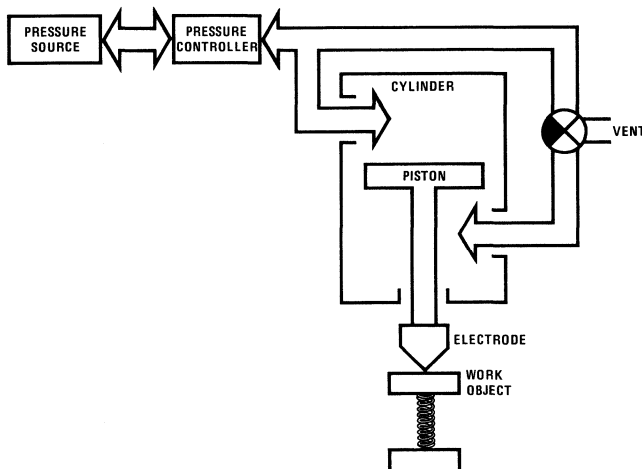 PRESSURE
SOURCE
PRESSURE
CONTROLLER
CYLINDER
VENT
PISTON
ELECTRODE
WORK
OBJECT